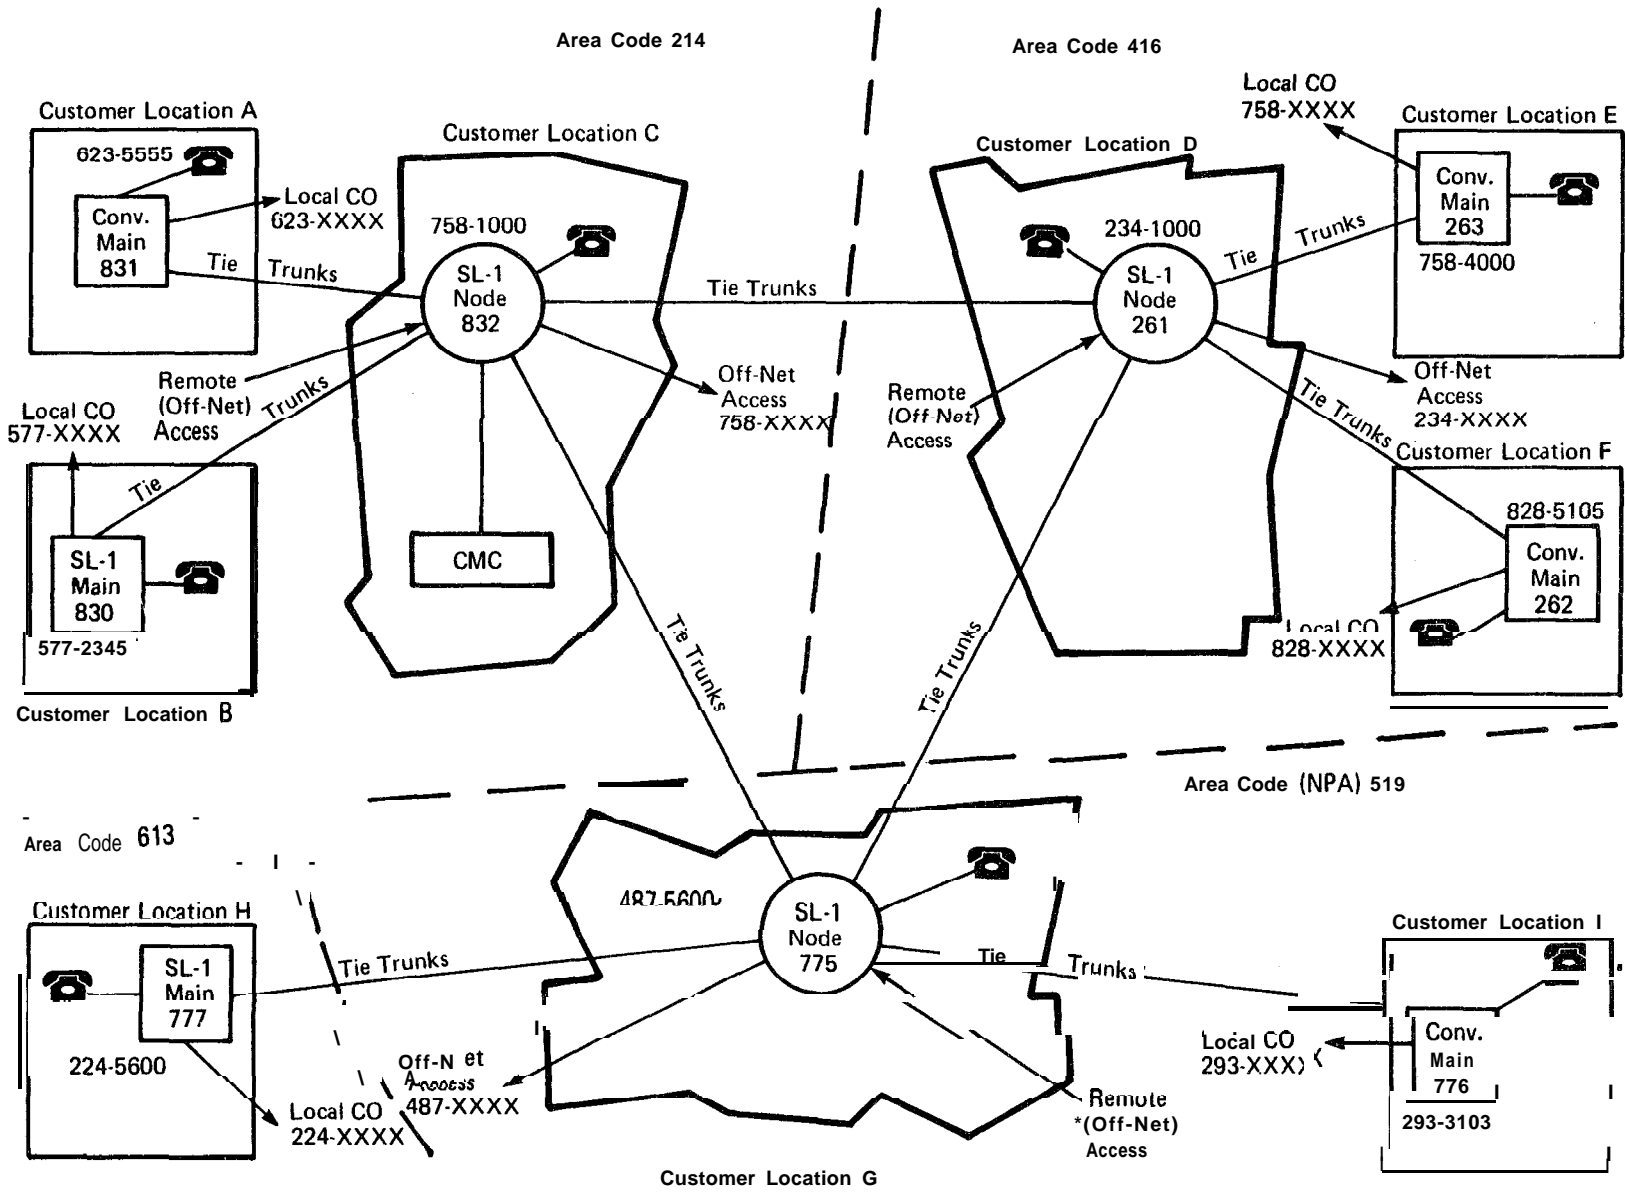 Area Code 214
Area Code 416
Customer Location A
623-5555
Conv.
Main
831
Local CO
623-XXXX
Tie Trunks
Customer Location C
758-1000
SL-1
Node
832
Tie Trunks
Remote
(Off-Net)
Access
Off-Net
Access
758-XXXX
CMC
Local CO
577-XXXX
Tie Trunks
SL-1
Main
830
577-2345
Customer Location B
Customer Location D
234-1000
SL-1
Node
261
Remote
(Off-Net)
Access
Tie Trunks
Local CO
758-XXXX
Customer Location E
Conv.
Main
263
758-4000
Off-Net
Access
234-XXXX
Tie Trunks
Customer Location F
828-5105
Conv.
Main
262
Local CO
828-XXXX
Tie Trunks
Tie Trunks
Area Code (NPA) 519
Area Code 613
Customer Location H
SL-1
Main
777
224-5600
Local CO
224-XXXX
Tie Trunks
487-5600
SL-1
Node
775
Off-Net
Access
487-XXXX
Tie Trunks
Remote
*(Off-Net)
Access
Customer Location G
Customer Location I
Local CO
293-XXXX
Conv.
Main
776
293-3103